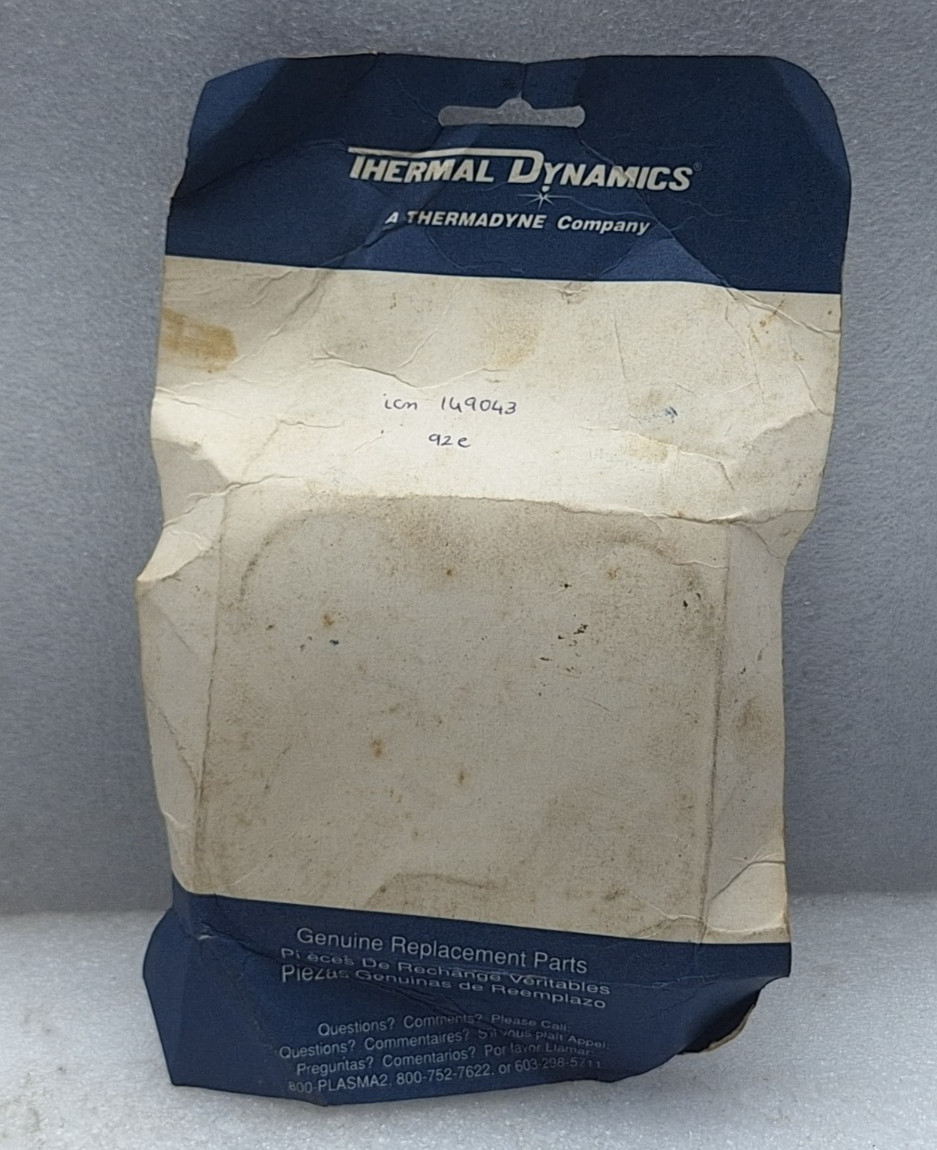 THERMAL DYNAMICS®
A THERMADYNE Company
icn 149043
92e
Genuine Replacement Parts
Pièces De Rechange Véritables
Piezas Genuinas de Reemplazo
Questions? Comments? Please Call:
Questions? Commentaires? S'il vous plaît Appel:
Preguntas? Comentarios? Por favor Llamar:
800-PLASMA2, 800-752-7622, or 603-298-5711